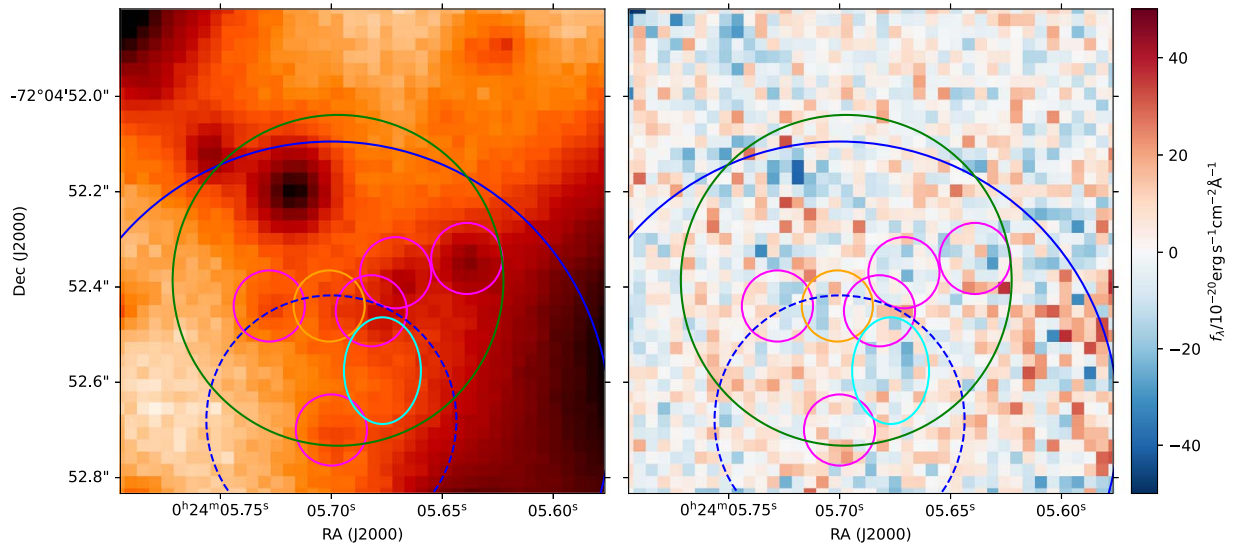 Dec (J2000)
-72°04'52.0"
52.2"
52.4"
52.6"
52.8"
0ʰ24ᵐ05.75ˢ
05.70ˢ
05.65ˢ
05.60ˢ
RA (J2000)
0ʰ24ᵐ05.75ˢ
05.70ˢ
05.65ˢ
05.60ˢ
RA (J2000)
40
20
0
−20
−40
f_λ/10⁻²⁰erg s⁻¹cm⁻²Å⁻¹